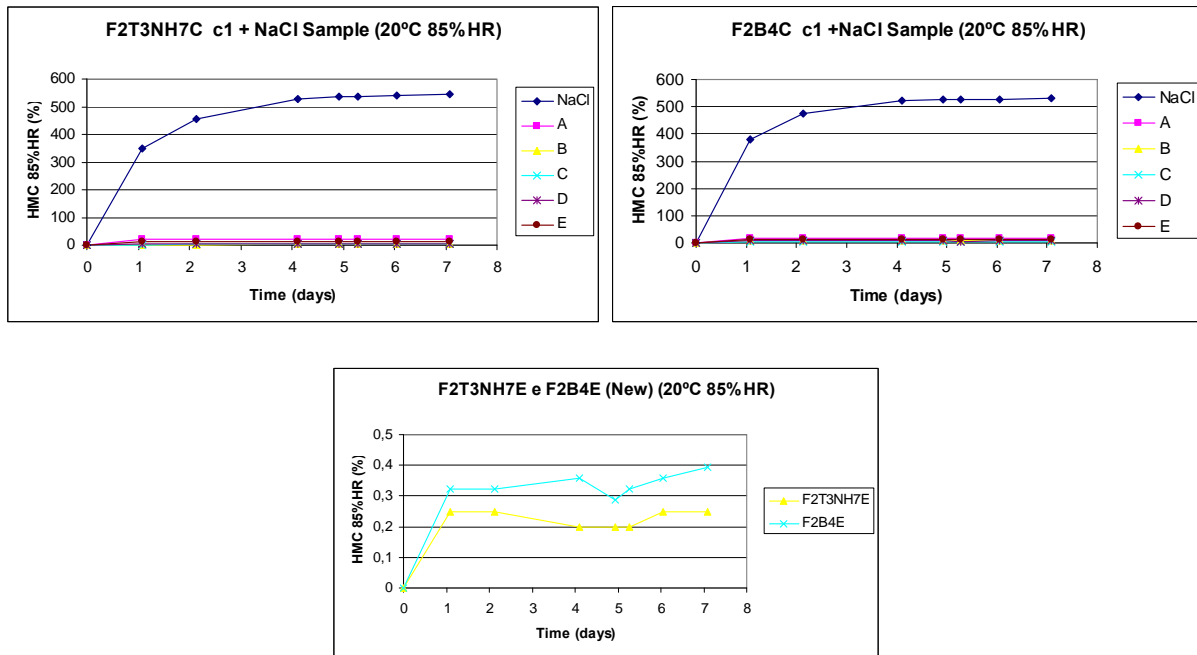 F2T3NH7C c1 + NaCl Sample (20ºC 85%HR)
HMC 85%HR (%)
600
500
400
300
200
100
0
0 1 2 3 4 5 6 7 8
Time (days)
NaCl
A
B
C
D
E
F2B4C c1 +NaCl Sample (20ºC 85%HR)
HMC 85%HR (%)
600
500
400
300
200
100
0
0 1 2 3 4 5 6 7 8
Time (days)
NaCl
A
B
C
D
E
F2T3NH7E e F2B4E (New) (20ºC 85%HR)
HMC 85%HR (%)
0,5
0,4
0,3
0,2
0,1
0
0 1 2 3 4 5 6 7 8
Time (days)
F2T3NH7E
F2B4E